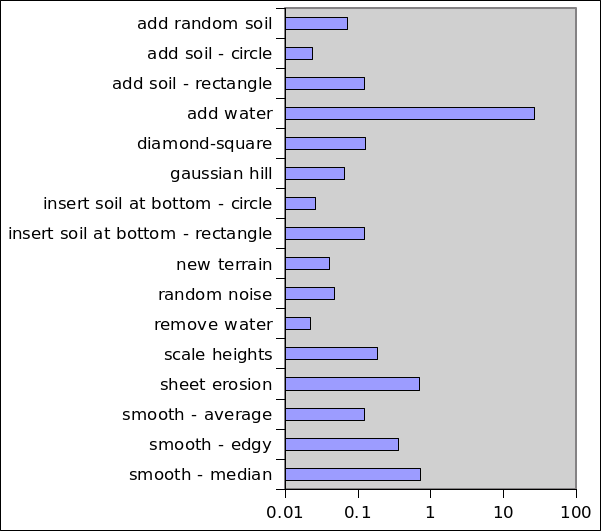 add random soil
add soil - circle
add soil - rectangle
add water
diamond-square
gaussian hill
insert soil at bottom - circle
insert soil at bottom - rectangle
new terrain
random noise
remove water
scale heights
sheet erosion
smooth - average
smooth - edgy
smooth - median
0.01 0.1 1 10 100